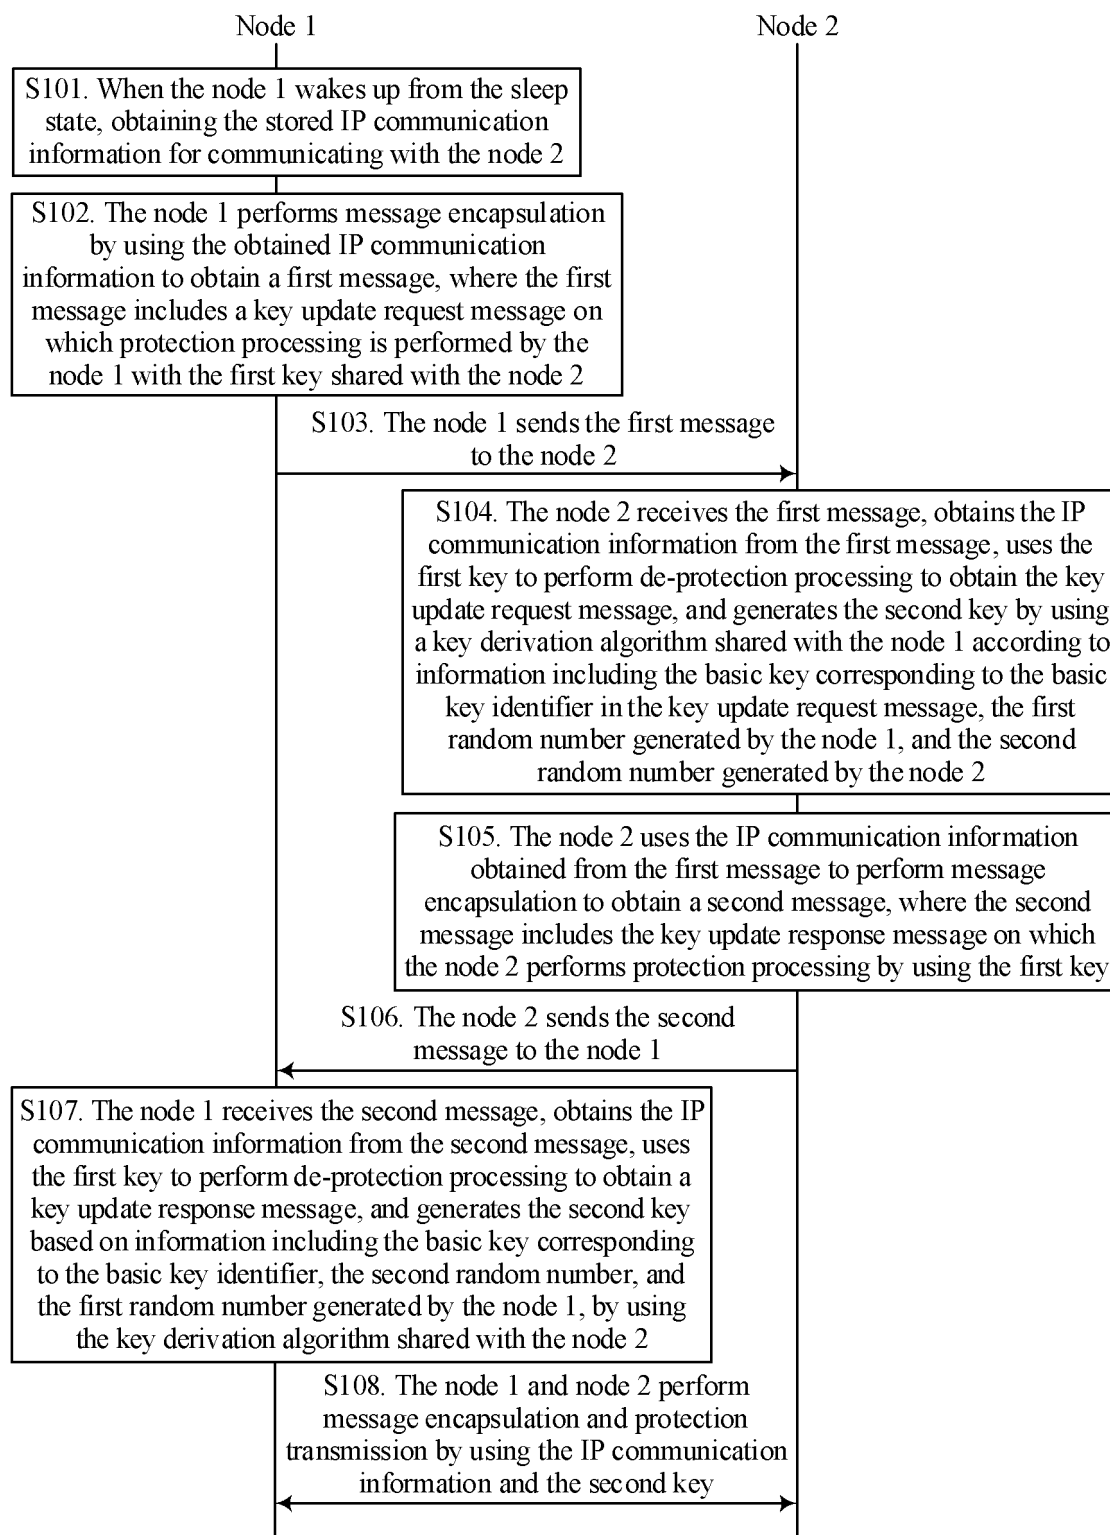 Node 1
Node 2
S101. When the node 1 wakes up from the sleep
state, obtaining the stored IP communication
information for communicating with the node 2
S102. The node 1 performs message encapsulation
by using the obtained IP communication
information to obtain a first message, where the first
message includes a key update request message on
which protection processing is performed by the
node 1 with the first key shared with the node 2
S103. The node 1 sends the first message
to the node 2
S104. The node 2 receives the first message, obtains the IP
communication information from the first message, uses the
first key to perform de-protection processing to obtain the key
update request message, and generates the second key by using
a key derivation algorithm shared with the node 1 according to
information including the basic key corresponding to the basic
key identifier in the key update request message, the first
random number generated by the node 1, and the second
random number generated by the node 2
S105. The node 2 uses the IP communication information
obtained from the first message to perform message
encapsulation to obtain a second message, where the second
message includes the key update response message on which
the node 2 performs protection processing by using the first key
S106. The node 2 sends the second
message to the node 1
S107. The node 1 receives the second message, obtains the IP
communication information from the second message, uses
the first key to perform de-protection processing to obtain a
key update response message, and generates the second key
based on information including the basic key corresponding
to the basic key identifier, the second random number, and
the first random number generated by the node 1, by using
the key derivation algorithm shared with the node 2
S108. The node 1 and node 2 perform
message encapsulation and protection
transmission by using the IP communication
information and the second key